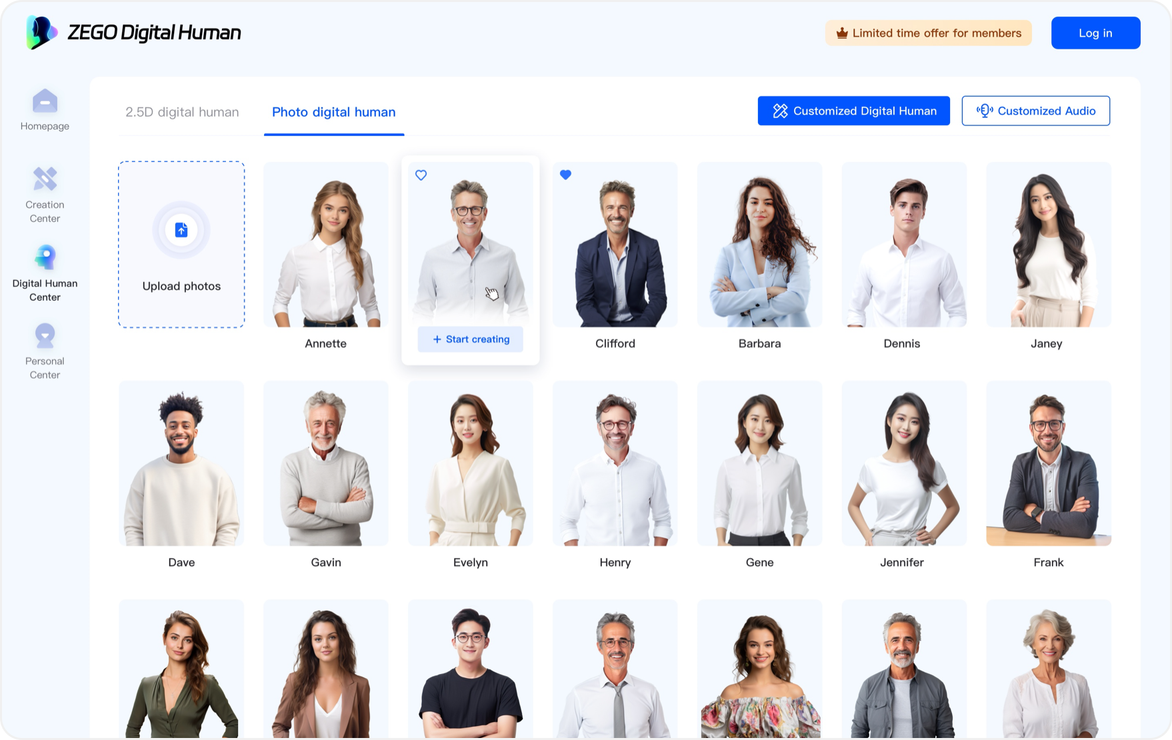 ZEGO Digital Human
Limited time offer for members
Log in
Homepage
Creation
Center
Digital Human
Center
Personal
Center
2.5D digital human
Photo digital human
Customized Digital Human
Customized Audio
Upload photos
Annette
+ Start creating
Clifford
Barbara
Dennis
Janey
Dave
Gavin
Evelyn
Henry
Gene
Jennifer
Frank